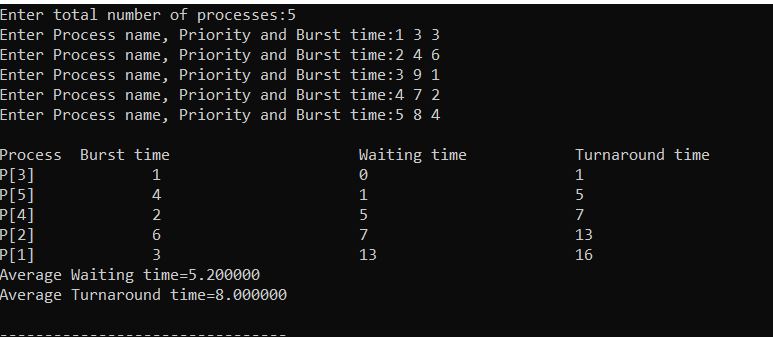 Enter total number of processes:5
Enter Process name, Priority and Burst time:1 3 3
Enter Process name, Priority and Burst time:2 4 6
Enter Process name, Priority and Burst time:3 9 1
Enter Process name, Priority and Burst time:4 7 2
Enter Process name, Priority and Burst time:5 8 4
Process Burst time Waiting time Turnaround time
P[3] 1 0 1
P[5] 4 1 5
P[4] 2 5 7
P[2] 6 7 13
P[1] 3 13 16
Average Waiting time=5.200000
Average Turnaround time=8.000000
--------------------------------